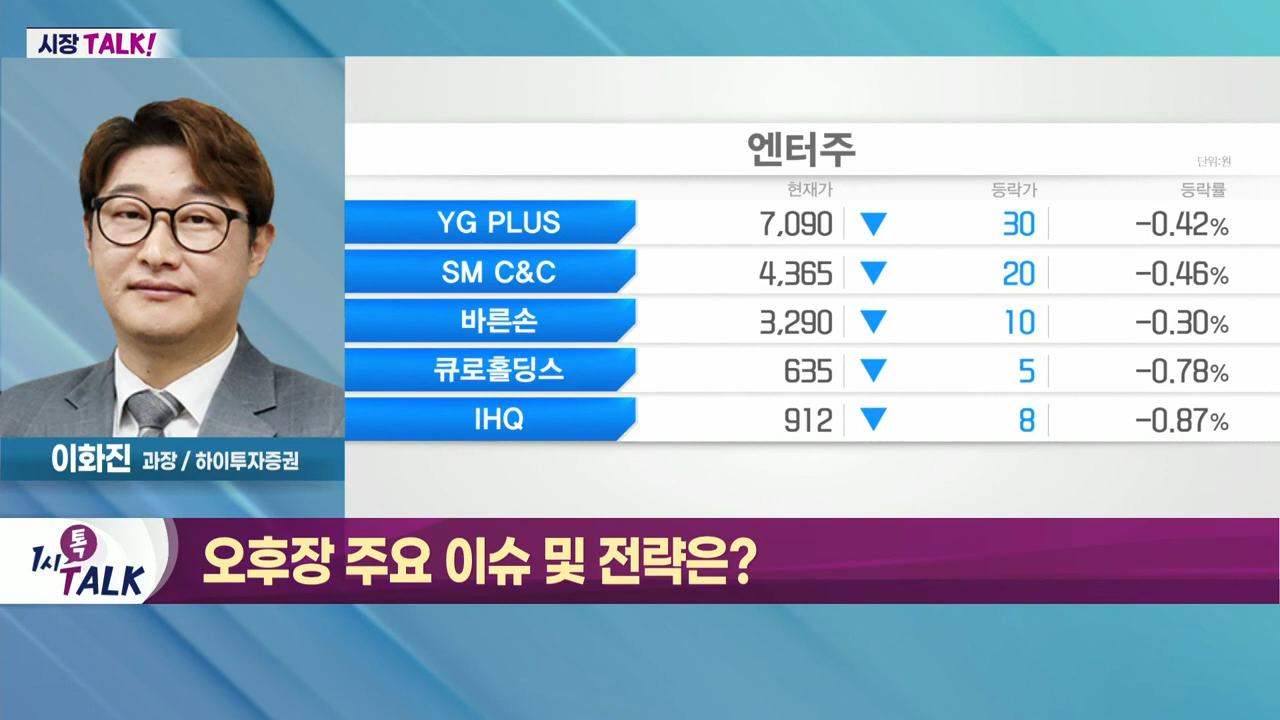 시장 TALK!
엔터주
단위:원
현재가 등락가 등락률
YG PLUS 7,090 ▼ 30 -0.42%
SM C&C 4,365 ▼ 20 -0.46%
바른손 3,290 ▼ 10 -0.30%
큐로홀딩스 635 ▼ 5 -0.78%
IHQ 912 ▼ 8 -0.87%
이화진 과장 / 하이투자증권
1시 톡 TALK
오후장 주요 이슈 및 전략은?